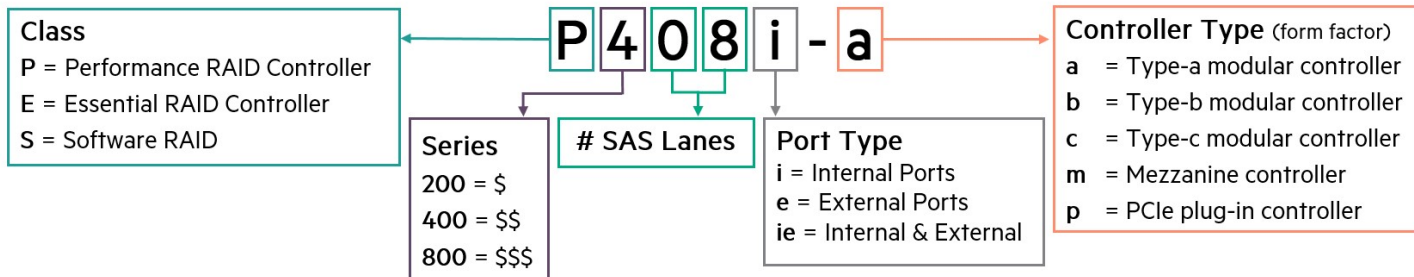 P408i-a
Class
P = Performance RAID Controller
E = Essential RAID Controller
S = Software RAID
Series
200 = $
400 = $$
800 = $$$
# SAS Lanes
Port Type
i = Internal Ports
e = External Ports
ie = Internal & External
Controller Type (form factor)
a = Type-a modular controller
b = Type-b modular controller
c = Type-c modular controller
m = Mezzanine controller
p = PCIe plug-in controller